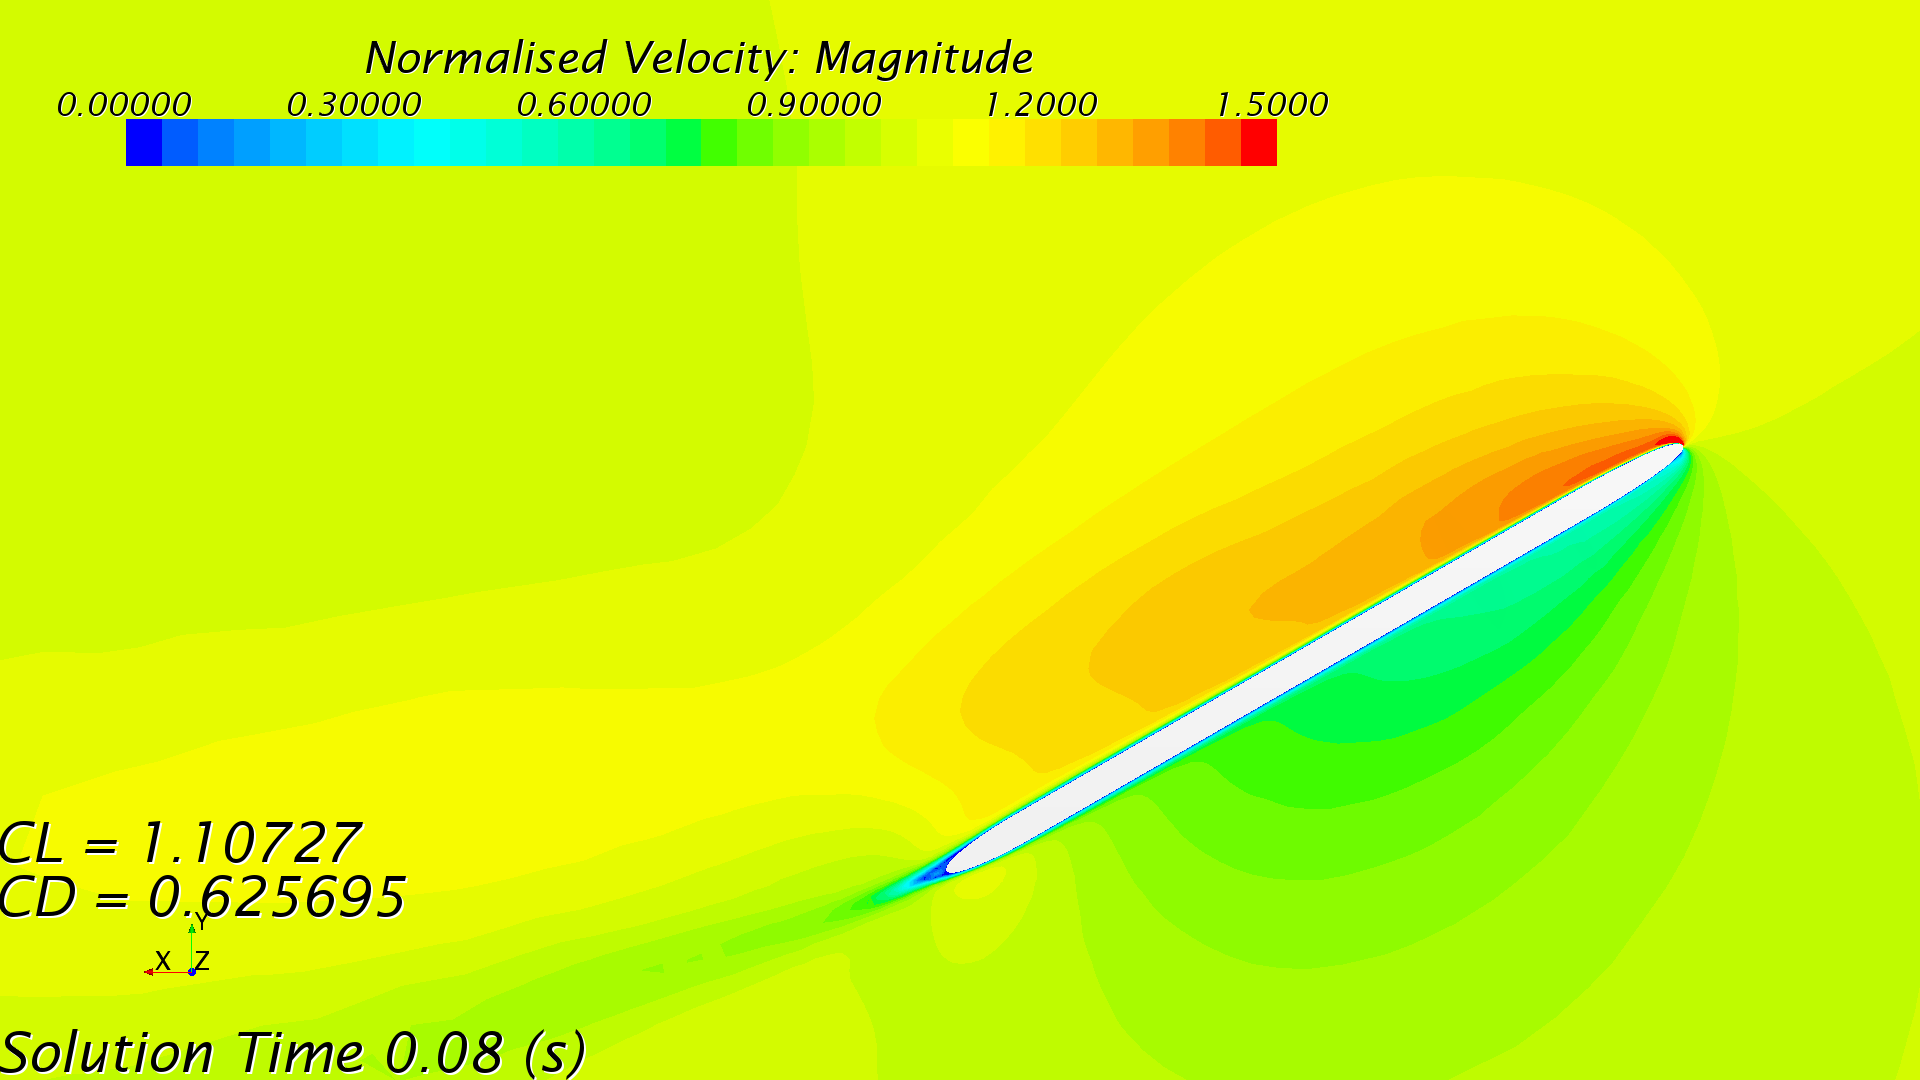 Normalised Velocity: Magnitude
0.00000 0.30000 0.60000 0.90000 1.2000 1.5000
CL = 1.10727
CD = 0.625695
Y
X Z
Solution Time 0.08 (s)